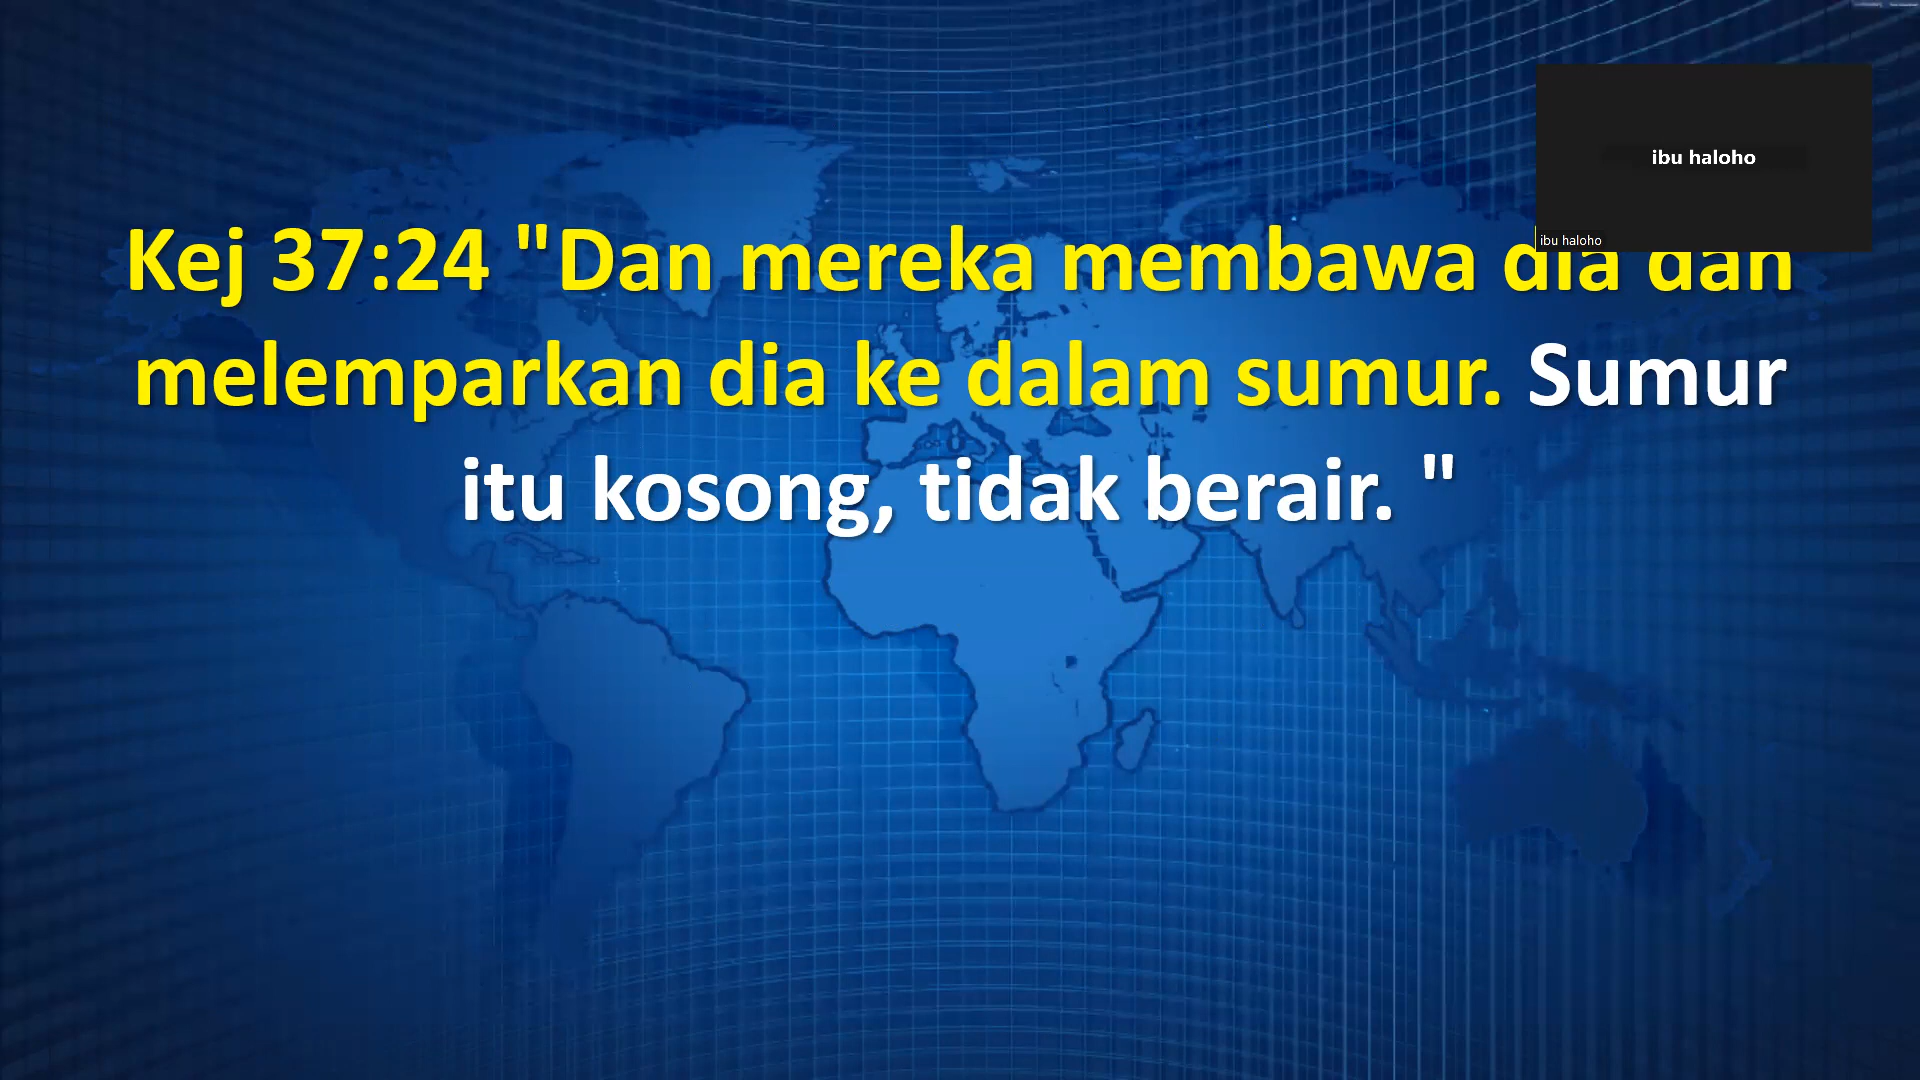 ibu haloho
ibu haloho
Kej 37:24 "Dan mereka membawa dia dan
melemparkan dia ke dalam sumur. Sumur
itu kosong, tidak berair. "